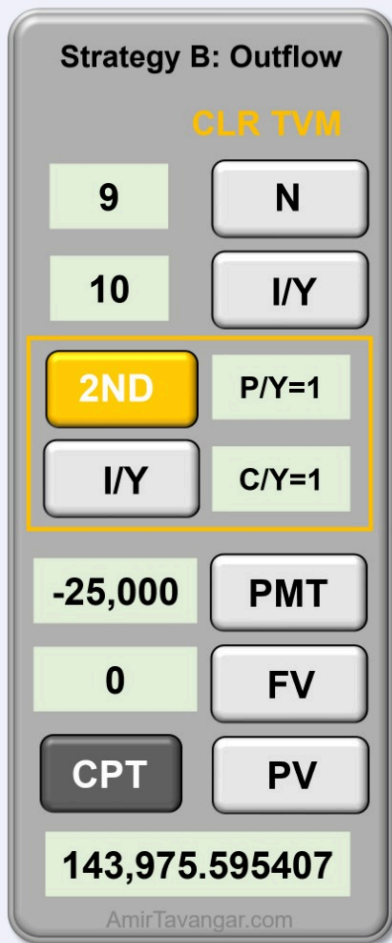 Strategy B: Outflow
CLR TVM
9 N
10 I/Y
2ND P/Y=1
I/Y C/Y=1
-25,000 PMT
0 FV
CPT PV
143,975.595407
AmirTavangar.com